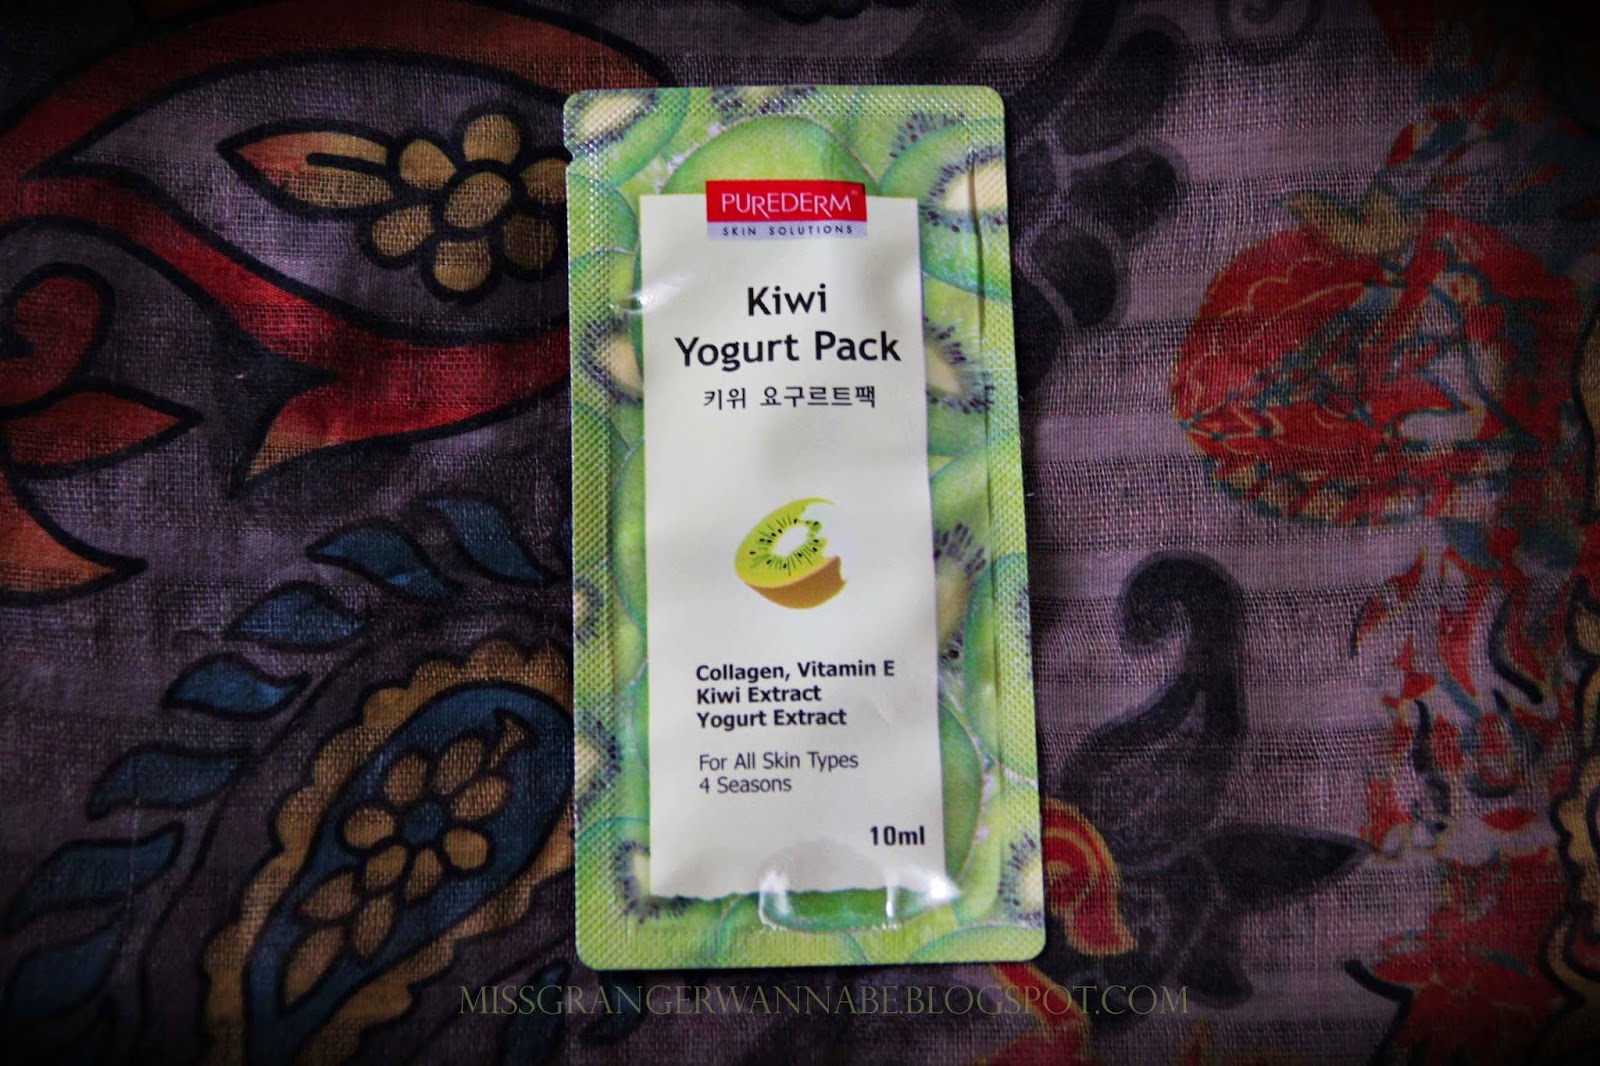 PUREDERM®
SKIN SOLUTIONS
Kiwi
Yogurt Pack
키위 요구르트팩
Collagen, Vitamin E
Kiwi Extract
Yogurt Extract
For All Skin Types
4 Seasons
10ml
MISSGRANGERWANNABE.BLOGSPOT.COM